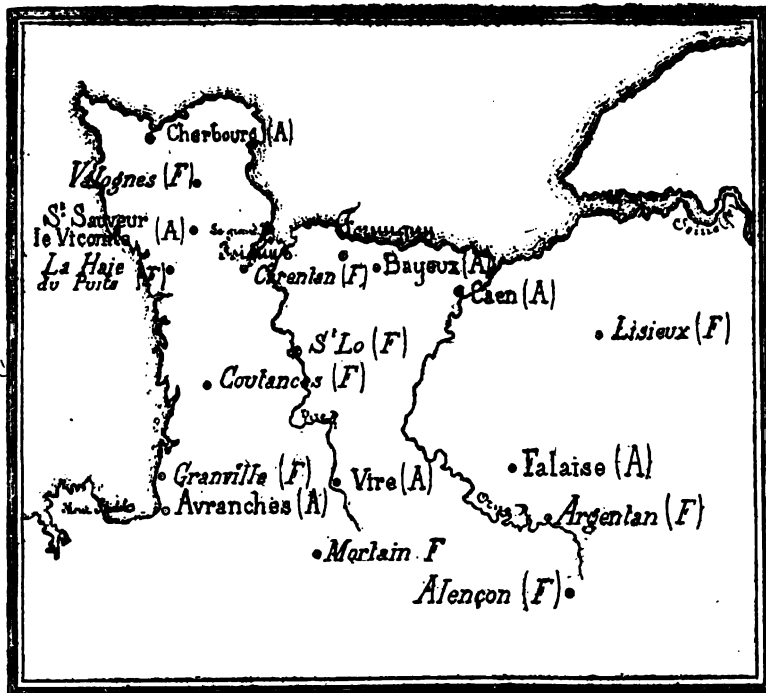 Cherbourg (A)
Valognes (F)
St Sauveur
le Vicomte (A)
La Haie
du Puits
Carentan (F)
Bayeux (A)
Caen (A)
Lisieux (F)
St Lo (F)
Coutances (F)
Granville (F)
Vire (A)
Falaise (A)
Avranches (A)
Argentan (F)
Mortain F
Alençon (F)